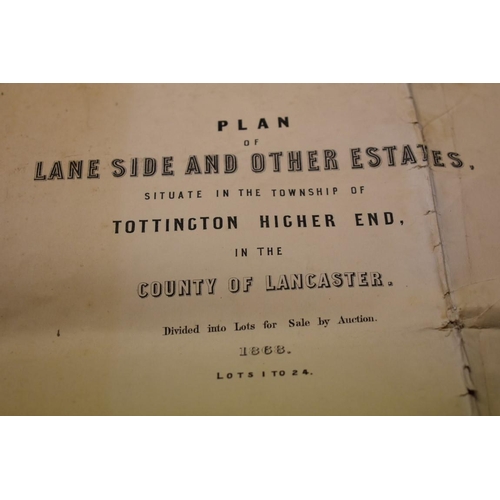 PLAN
OF
LANE SIDE AND OTHER ESTATES,
SITUATE IN THE TOWNSHIP OF
TOTTINGTON HIGHER END,
IN THE
COUNTY OF LANCASTER.
Divided into Lots for Sale by Auction.
1868.
LOTS 1 TO 24.